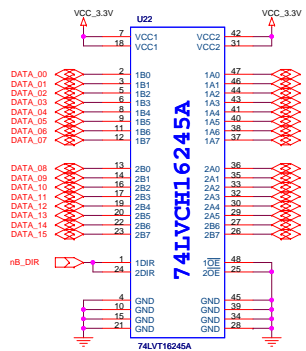 VCC_3.3V VCC_3.3V
U22
7 VCC1 VCC2 42
18 VCC1 VCC2 31
DATA_00 2 1B0 1A0 47
DATA_01 3 1B1 1A1 46
DATA_02 5 1B2 1A2 44
DATA_03 6 1B3 1A3 43
DATA_04 8 1B4 1A4 41
DATA_05 9 1B5 1A5 40
DATA_06 11 1B6 1A6 38
DATA_07 12 1B7 1A7 37
DATA_08 13 2B0 2A0 36
DATA_09 14 2B1 2A1 35
DATA_10 16 2B2 2A2 33
DATA_11 17 2B3 2A3 32
DATA_12 19 2B4 2A4 30
DATA_13 20 2B5 2A5 29
DATA_14 22 2B6 2A6 27
DATA_15 23 2B7 2A7 26
nB_DIR 1 1DIR 1OE 48
24 2DIR 2OE 25
4 GND GND 45
10 GND GND 39
15 GND GND 34
21 GND GND 28
74LVCH16245A
74LVT16245A